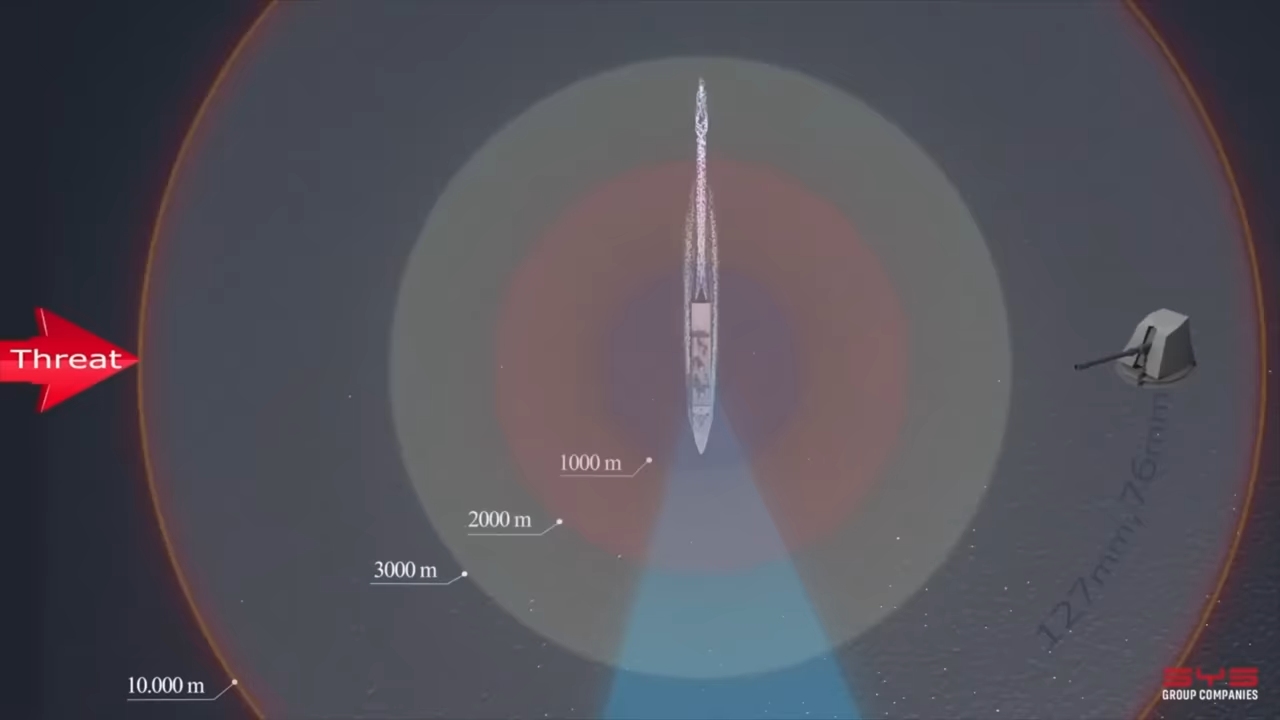 Threat
1000 m
2000 m
3000 m
127mm, 76mm
10.000 m
SYS
GROUP COMPANIES